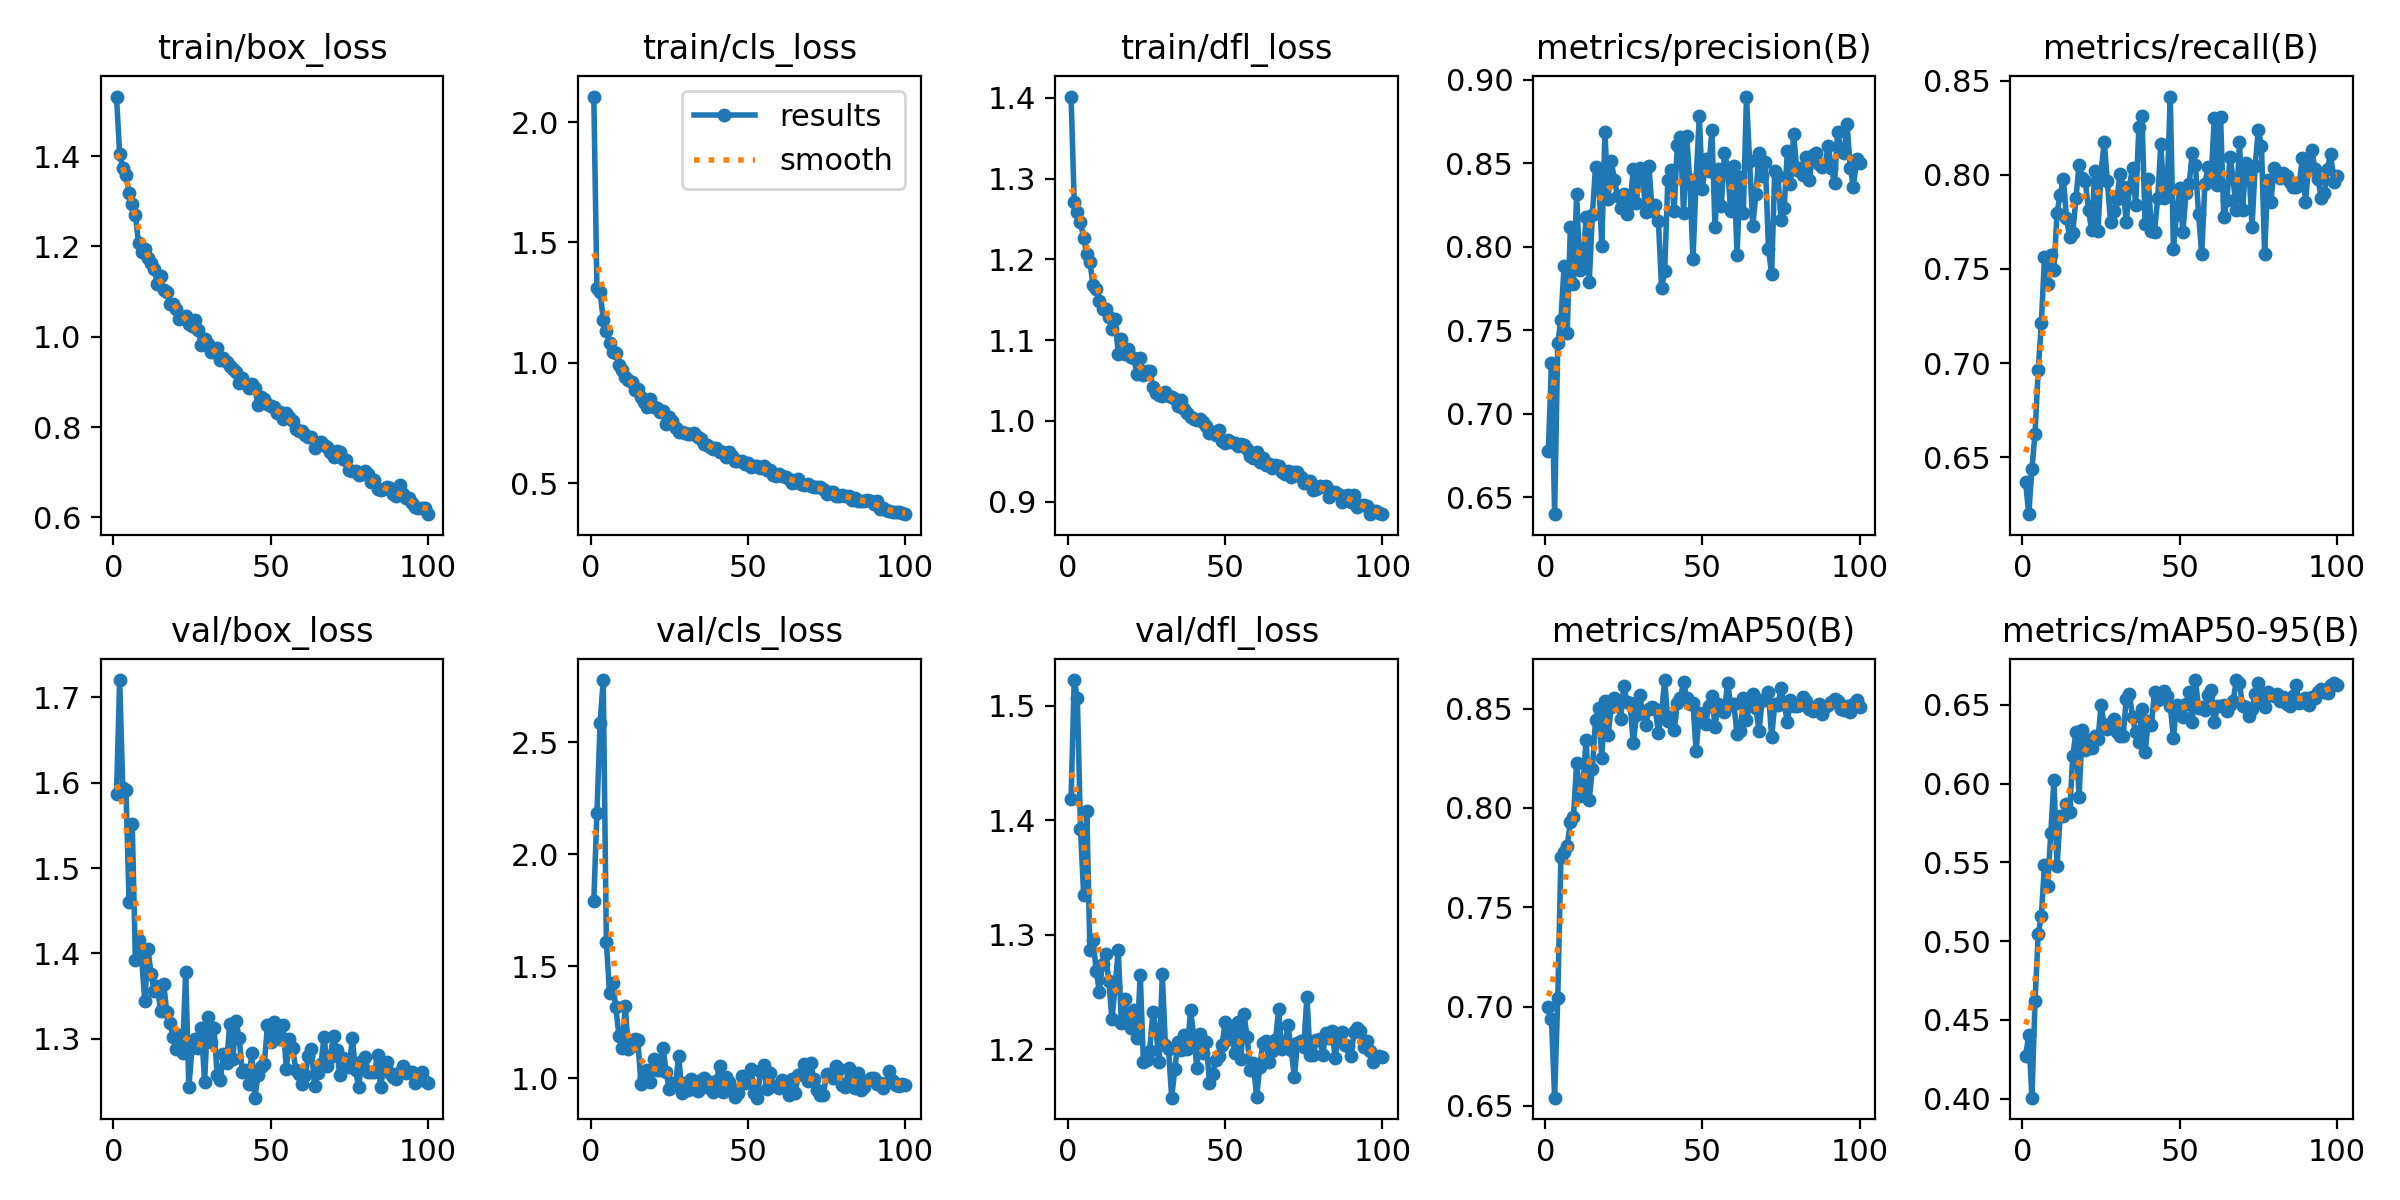 train/box_loss
1.4
1.2
1.0
0.8
0.6
0 50 100
train/cls_loss
results
smooth
2.0
1.5
1.0
0.5
0 50 100
train/dfl_loss
1.4
1.3
1.2
1.1
1.0
0.9
0 50 100
metrics/precision(B)
0.90
0.85
0.80
0.75
0.70
0.65
0 50 100
metrics/recall(B)
0.85
0.80
0.75
0.70
0.65
0 50 100
val/box_loss
1.7
1.6
1.5
1.4
1.3
0 50 100
val/cls_loss
2.5
2.0
1.5
1.0
0 50 100
val/dfl_loss
1.5
1.4
1.3
1.2
0 50 100
metrics/mAP50(B)
0.85
0.80
0.75
0.70
0.65
0 50 100
metrics/mAP50-95(B)
0.65
0.60
0.55
0.50
0.45
0.40
0 50 100